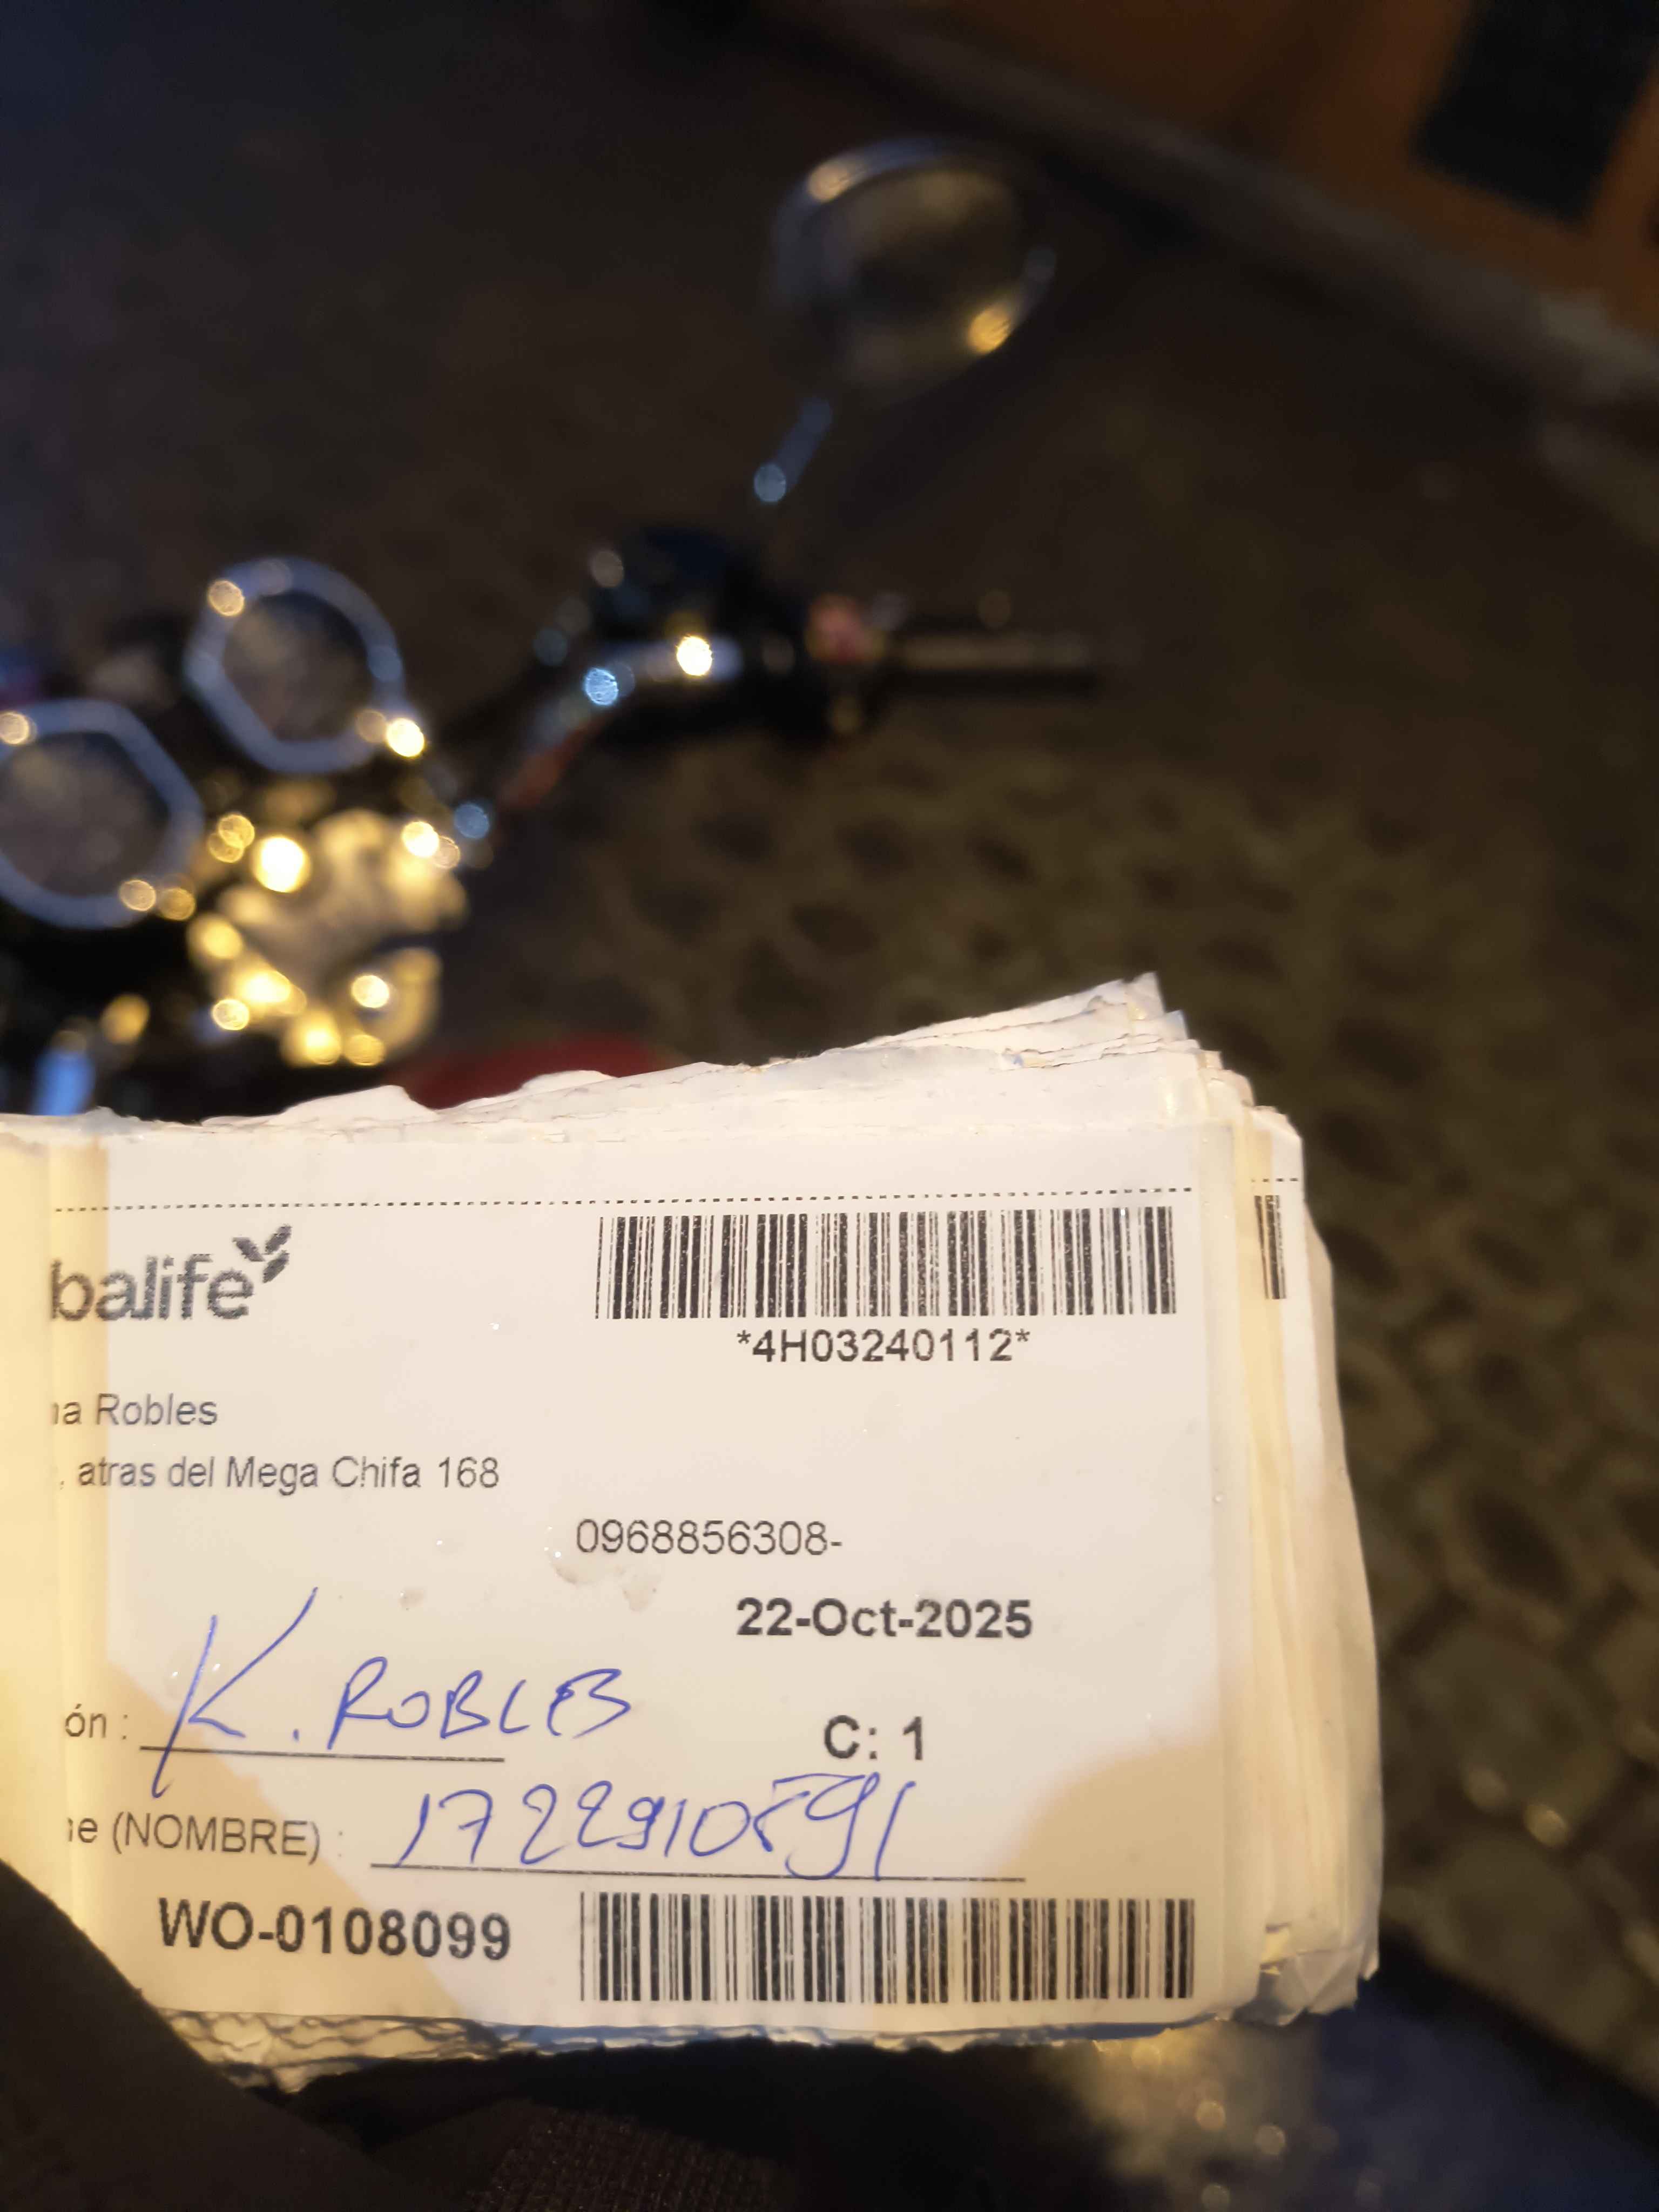 balife
*4H03240112*
na Robles
, atras del Mega Chifa 168
0968856308-
22-Oct-2025
ón : K. ROBLES
C: 1
ne (NOMBRE) :
WO-0108099